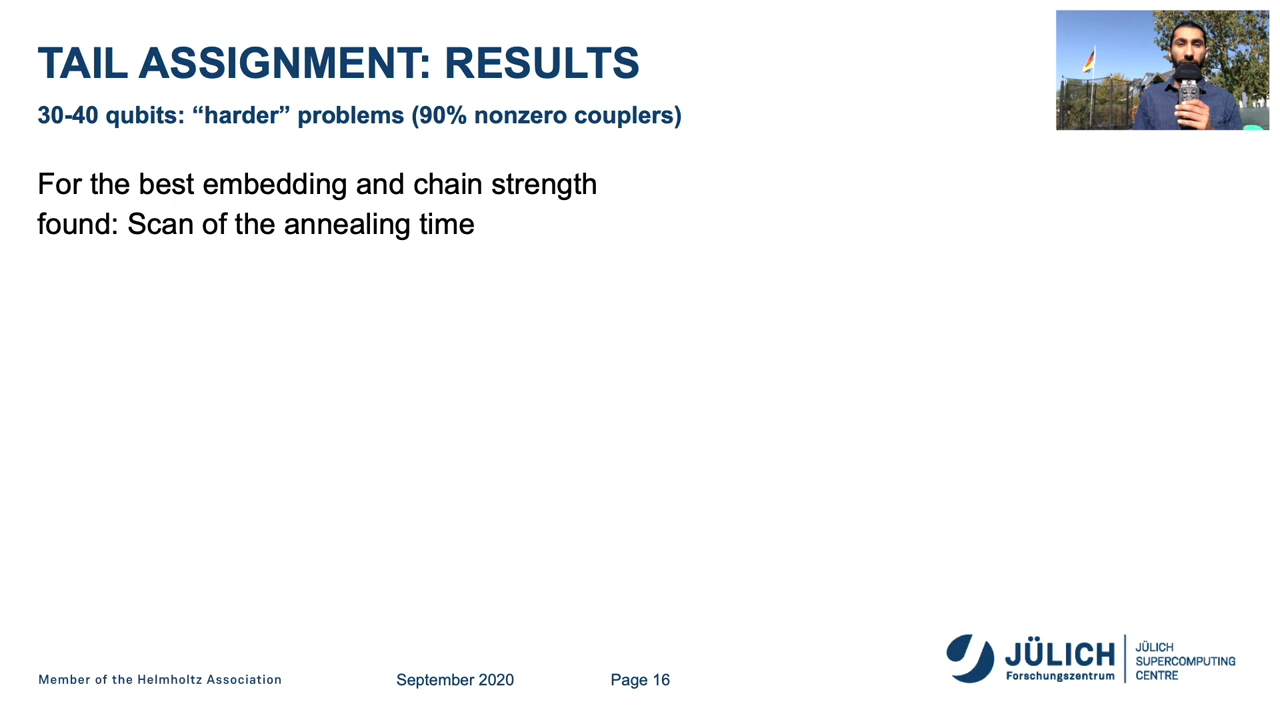 TAIL ASSIGNMENT: RESULTS
30-40 qubits: “harder” problems (90% nonzero couplers)
For the best embedding and chain strength
found: Scan of the annealing time
Member of the Helmholtz Association
September 2020
Page 16
JÜLICH
Forschungszentrum
JÜLICH
SUPERCOMPUTING
CENTRE